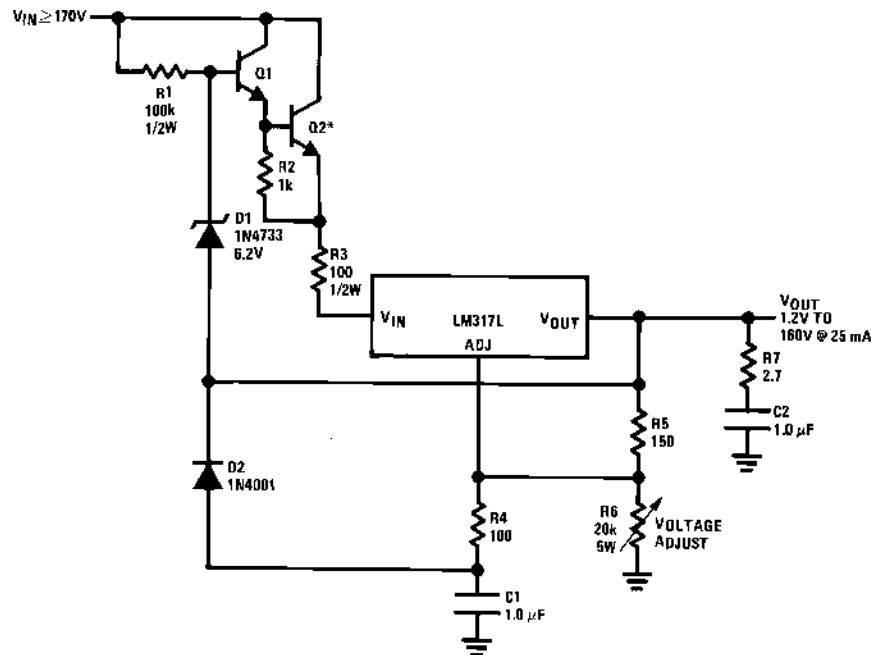 VIN ≥ 170V
R1
100k
1/2W
Q1
Q2*
R2
1k
D1
1N4733
6.2V
R3
100
1/2W
VIN
LM317L
VOUT
ADJ
VOUT
1.2V TO
160V @ 25 mA
R7
2.7
C2
1.0 µF
R5
150
D2
1N4001
R4
100
R6
20k
5W
VOLTAGE
ADJUST
C1
1.0 µF